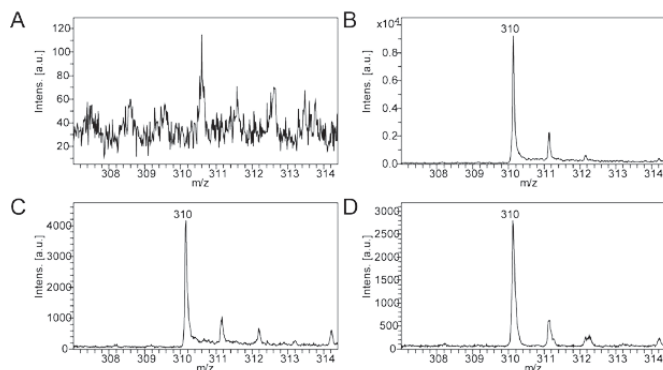 A
Intens. [a.u.]
120
100
80
60
40
20
308 309 310 311 312 313 314
m/z
B
x10⁴
Intens. [a.u.]
0.8
0.6
0.4
0.2
0.0
310
308 309 310 311 312 313 314
m/z
C
Intens. [a.u.]
4000
3000
2000
1000
0
310
308 309 310 311 312 313 314
m/z
D
Intens. [a.u.]
3000
2500
2000
1500
1000
500
0
310
308 309 310 311 312 313 314
m/z